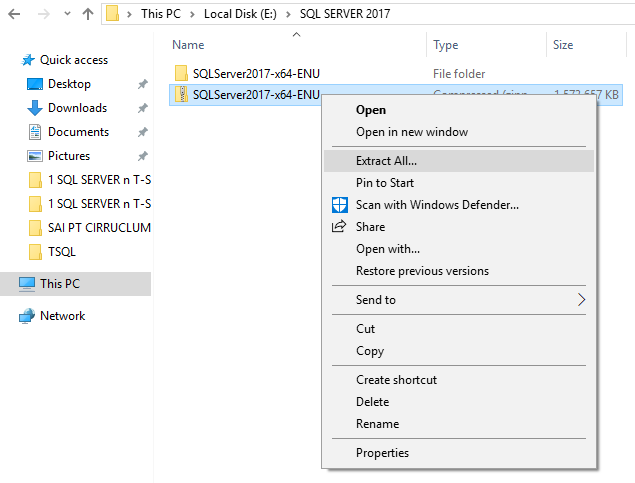 This PC > Local Disk (E:) > SQL SERVER 2017
Name Type Size
Quick access
Desktop
Downloads
Documents
Pictures
1 SQL SERVER n T-S
1 SQL SERVER n T-S
SAI PT CIRRUCLUM
TSQL
This PC
Network
SQLServer2017-x64-ENU File folder
SQLServer2017-x64-ENU Compressed (zipp 1,573,657 KB
Open
Open in new window
Extract All...
Pin to Start
Scan with Windows Defender...
Share
Open with...
Restore previous versions
Send to
Cut
Copy
Create shortcut
Delete
Rename
Properties